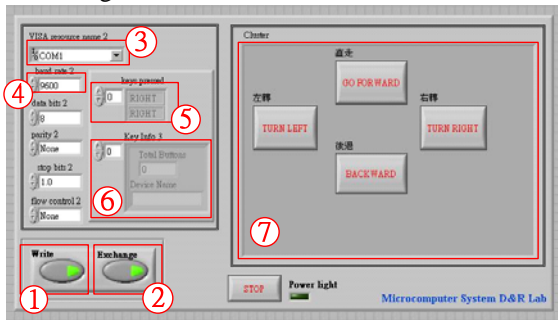 VISA resource name 2
COM1
③
baud rate 2
9600
④
data bits 2
8
parity 2
None
stop bits 2
1.0
flow control 2
None
keys pressed
0
RIGHT
RIGHT
⑤
Key Info 3
0
Total Buttons
0
Device Name
⑥
Write
①
Exchange
②
Cluster
直走
GO FORWARD
左轉
TURN LEFT
右轉
TURN RIGHT
後退
BACKWARD
⑦
STOP
Power light
Microcomputer System D&R Lab